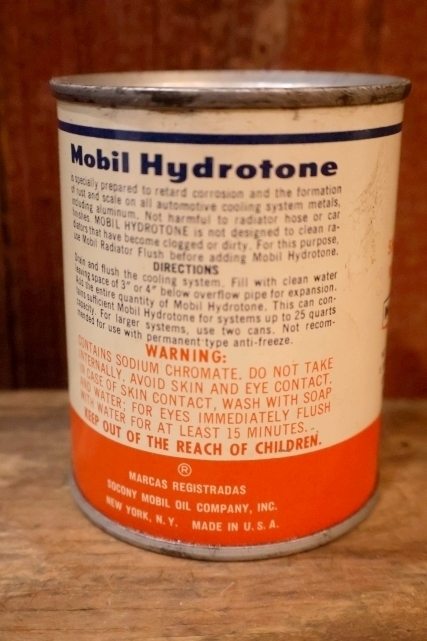 Mobil Hydrotone
is specially prepared to retard corrosion and the formation
of rust and scale on all automotive cooling system metals,
including aluminum. Not harmful to radiator hose or car
finishes. MOBIL HYDROTONE is not designed to clean ra-
diators that have become clogged or dirty. For this purpose,
use Mobil Radiator Flush before adding Mobil Hydrotone.
DIRECTIONS
Drain and flush the cooling system. Fill with clean water
leaving space of 3" or 4" below overflow pipe for expansion.
Add the entire quantity of Mobil Hydrotone. This can con-
tains sufficient Mobil Hydrotone for systems up to 25 quarts
capacity. For larger systems, use two cans. Not recom-
mended for use with permanent type anti-freeze.
WARNING:
CONTAINS SODIUM CHROMATE. DO NOT TAKE
INTERNALLY. AVOID SKIN AND EYE CONTACT.
IN CASE OF SKIN CONTACT, WASH WITH SOAP
AND WATER; FOR EYES IMMEDIATELY FLUSH
WITH WATER FOR AT LEAST 15 MINUTES.
KEEP OUT OF THE REACH OF CHILDREN.
®
MARCAS REGISTRADAS
SOCONY MOBIL OIL COMPANY, INC.
NEW YORK, N.Y. MADE IN U.S.A.